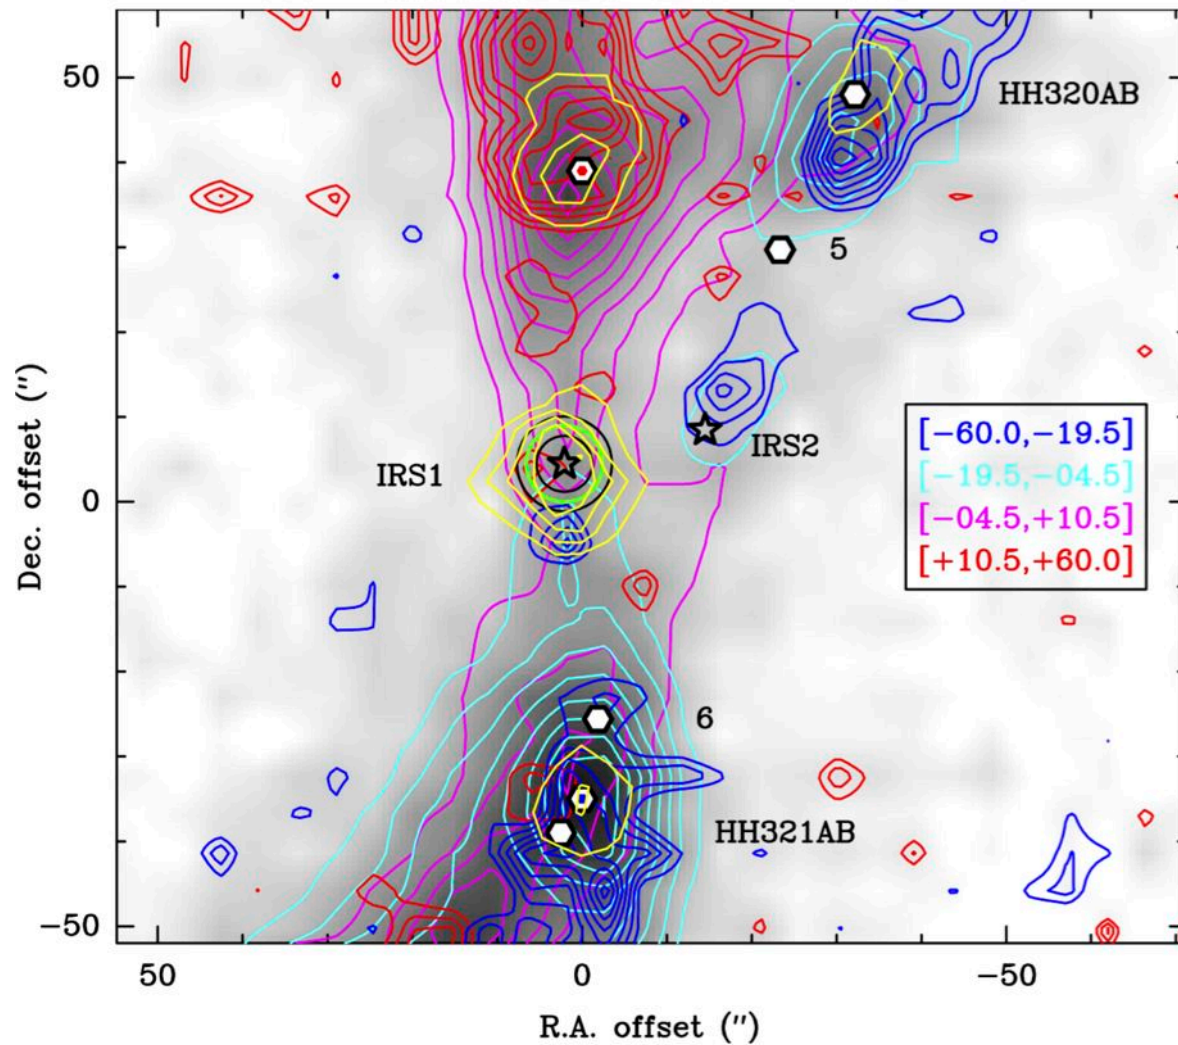 50
HH320AB
5
IRS2
IRS1
[−60.0,−19.5]
[−19.5,−04.5]
[−04.5,+10.5]
[+10.5,+60.0]
0
Dec. offset (")
6
HH321AB
−50
50
0
−50
R.A. offset (")